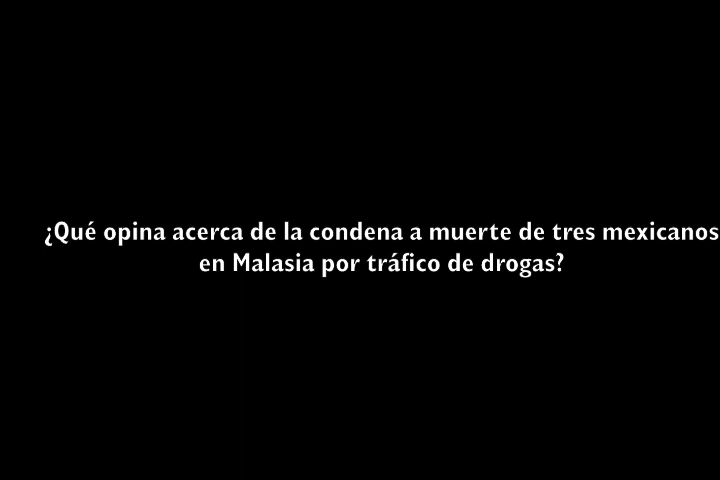 ¿Qué opina acerca de la condena a muerte de tres mexicanos
en Malasia por tráfico de drogas?